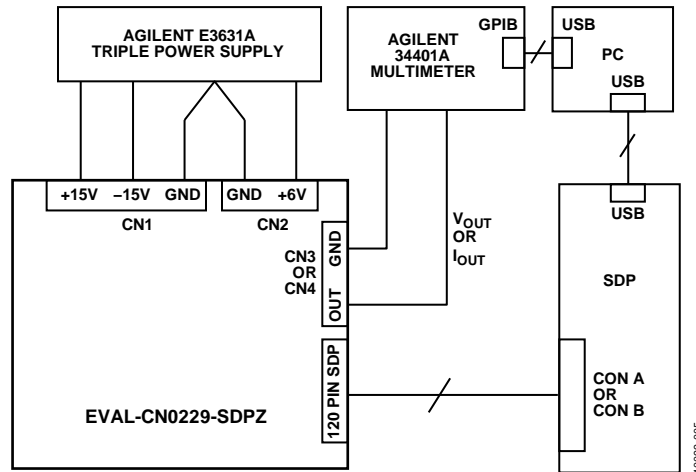 AGILENT E3631A
TRIPLE POWER SUPPLY
AGILENT
34401A
MULTIMETER
GPIB
USB
PC
USB
+15V
–15V
GND
GND
+6V
CN1
CN2
CN3
OR
CN4
GND
OUT
VOUT
OR
IOUT
USB
SDP
120 PIN SDP
EVAL-CN0229-SDPZ
CON A
OR
CON B